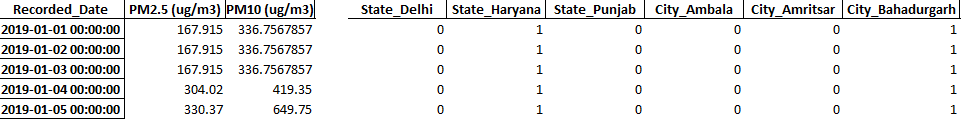 Recorded_Date PM2.5 (ug/m3) PM10 (ug/m3) State_Delhi State_Haryana State_Punjab City_Ambala City_Amritsar City_Bahadurgarh
2019-01-01 00:00:00 167.915 336.7567857 0 1 0 0 0 1
2019-01-02 00:00:00 167.915 336.7567857 0 1 0 0 0 1
2019-01-03 00:00:00 167.915 336.7567857 0 1 0 0 0 1
2019-01-04 00:00:00 304.02 419.35 0 1 0 0 0 1
2019-01-05 00:00:00 330.37 649.75 0 1 0 0 0 1